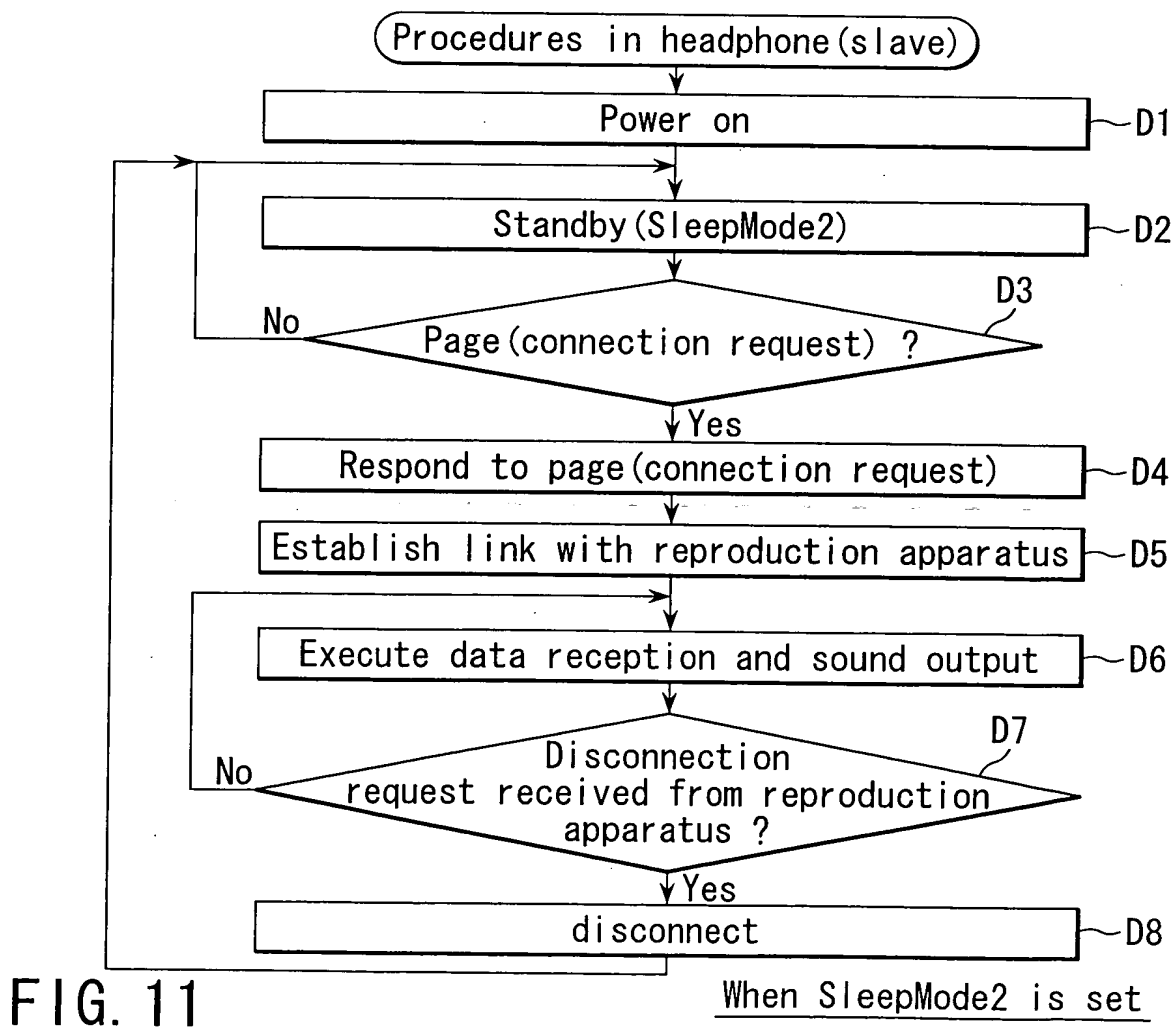 Procedures in headphone(slave)
Power on
D1
Standby(SleepMode2)
D2
D3
No
Page(connection request) ?
Yes
Respond to page(connection request)
D4
Establish link with reproduction apparatus
D5
Execute data reception and sound output
D6
D7
Disconnection
No
request received from reproduction
apparatus ?
Yes
disconnect
D8
FIG. 11
When SleepMode2 is set